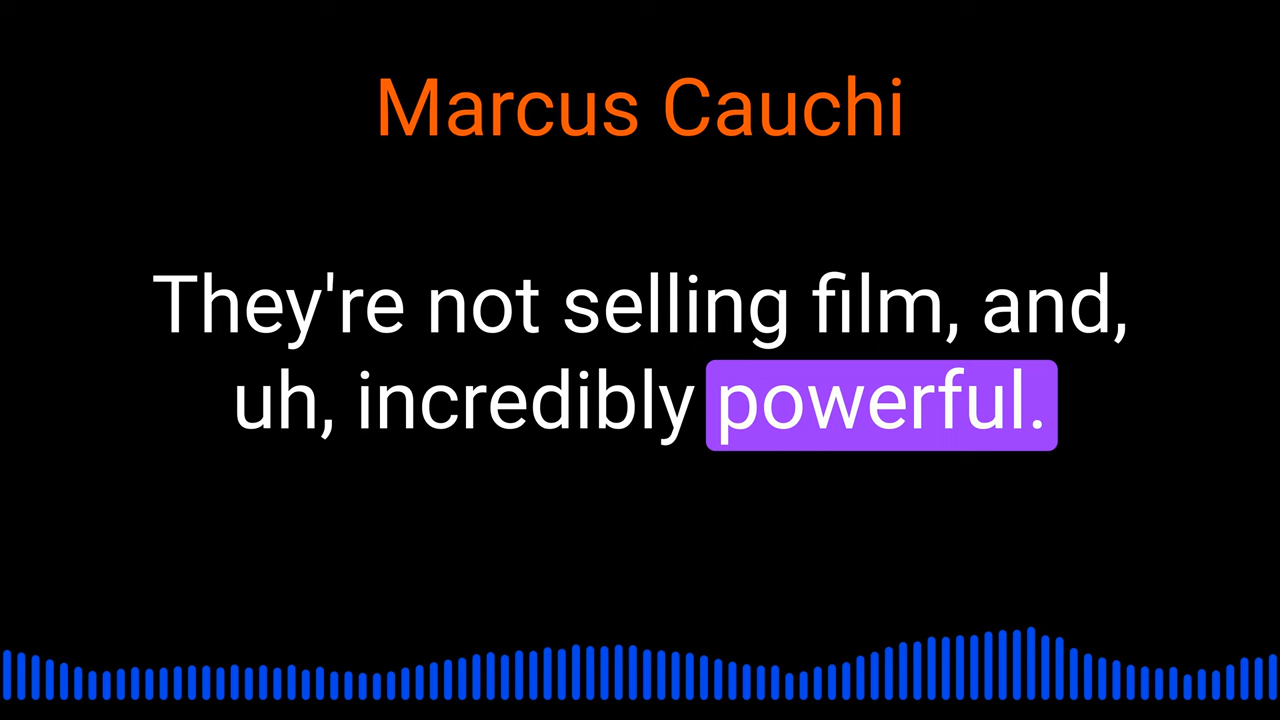 Marcus Cauchi
They're not selling film, and,
uh, incredibly powerful.